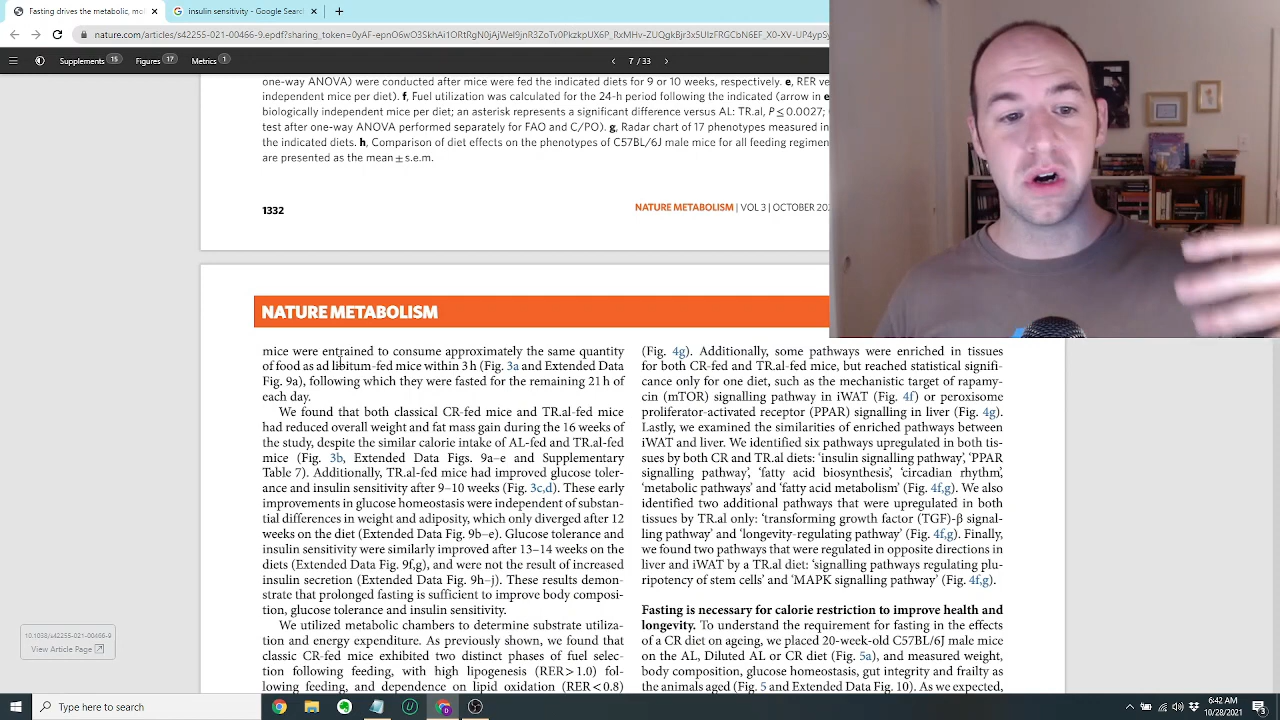 Fasting drives the metabolic, mol
insulin sensitivity - Google Searc
nature.com/articles/s42255-021-00466-9.epdf?sharing_token=
Supplements 15
Figures 17
Metrics 1
7 / 33
one-way ANOVA) were conducted after mice were fed the indicated diets for 9 or 10 weeks, respectively. e, RER ve
independent mice per diet). f, Fuel utilization was calculated for the 24-h period following the indicated (arrow in e
biologically independent mice per diet; an asterisk represents a significant difference versus AL: TR.al, P ≤ 0.0027;
test after one-way ANOVA performed separately for FAO and C/PO). g, Radar chart of 17 phenotypes measured in
the indicated diets. h, Comparison of diet effects on the phenotypes of C57BL/6J male mice for all feeding regimen
are presented as the mean ± s.e.m.
1332
NATURE METABOLISM | VOL 3 | OCTOBER 202
NATURE METABOLISM
mice were entrained to consume approximately the same quantity
of food as ad libitum-fed mice within 3 h (Fig. 3a and Extended Data
Fig. 9a), following which they were fasted for the remaining 21 h of
each day.
We found that both classical CR-fed mice and TR.al-fed mice
had reduced overall weight and fat mass gain during the 16 weeks of
the study, despite the similar calorie intake of AL-fed and TR.al-fed
mice (Fig. 3b, Extended Data Figs. 9a–e and Supplementary
Table 7). Additionally, TR.al-fed mice had improved glucose toler-
ance and insulin sensitivity after 9–10 weeks (Fig. 3c,d). These early
improvements in glucose homeostasis were independent of substan-
tial differences in weight and adiposity, which only diverged after 12
weeks on the diet (Extended Data Fig. 9b–e). Glucose tolerance and
insulin sensitivity were similarly improved after 13–14 weeks on the
diets (Extended Data Fig. 9f,g), and were not the result of increased
insulin secretion (Extended Data Fig. 9h–j). These results demon-
strate that prolonged fasting is sufficient to improve body composi-
tion, glucose tolerance and insulin sensitivity.
We utilized metabolic chambers to determine substrate utiliza-
tion and energy expenditure. As previously shown, we found that
classic CR-fed mice exhibited two distinct phases of fuel selec-
tion following feeding, with high lipogenesis (RER > 1.0) fol-
lowing feeding, and dependence on lipid oxidation (RER < 0.8)
(Fig. 4g). Additionally, some pathways were enriched in tissues
for both CR-fed and TR.al-fed mice, but reached statistical signifi-
cance only for one diet, such as the mechanistic target of rapamy-
cin (mTOR) signalling pathway in iWAT (Fig. 4f) or peroxisome
proliferator-activated receptor (PPAR) signalling in liver (Fig. 4g).
Lastly, we examined the similarities of enriched pathways between
iWAT and liver. We identified six pathways upregulated in both tis-
sues by both CR and TR.al diets: ‘insulin signalling pathway’, ‘PPAR
signalling pathway’, ‘fatty acid biosynthesis’, ‘circadian rhythm’,
‘metabolic pathways’ and ‘fatty acid metabolism’ (Fig. 4f,g). We also
identified two additional pathways that were upregulated in both
tissues by TR.al only: ‘transforming growth factor (TGF)-β signal-
ling pathway’ and ‘longevity-regulating pathway’ (Fig. 4f,g). Finally,
we found two pathways that were regulated in opposite directions in
liver and iWAT by a TR.al diet: ‘signalling pathways regulating plu-
ripotency of stem cells’ and ‘MAPK signalling pathway’ (Fig. 4f,g).
Fasting is necessary for calorie restriction to improve health and
longevity. To understand the requirement for fasting in the effects
of a CR diet on ageing, we placed 20-week-old C57BL/6J male mice
on the AL, Diluted AL or CR diet (Fig. 5a), and measured weight,
body composition, glucose homeostasis, gut integrity and frailty as
the animals aged (Fig. 5 and Extended Data Fig. 10). As we expected,
10.1038/s42255-021-00466-9
View Article Page
Type here to search
6:42 AM
10/28/2021